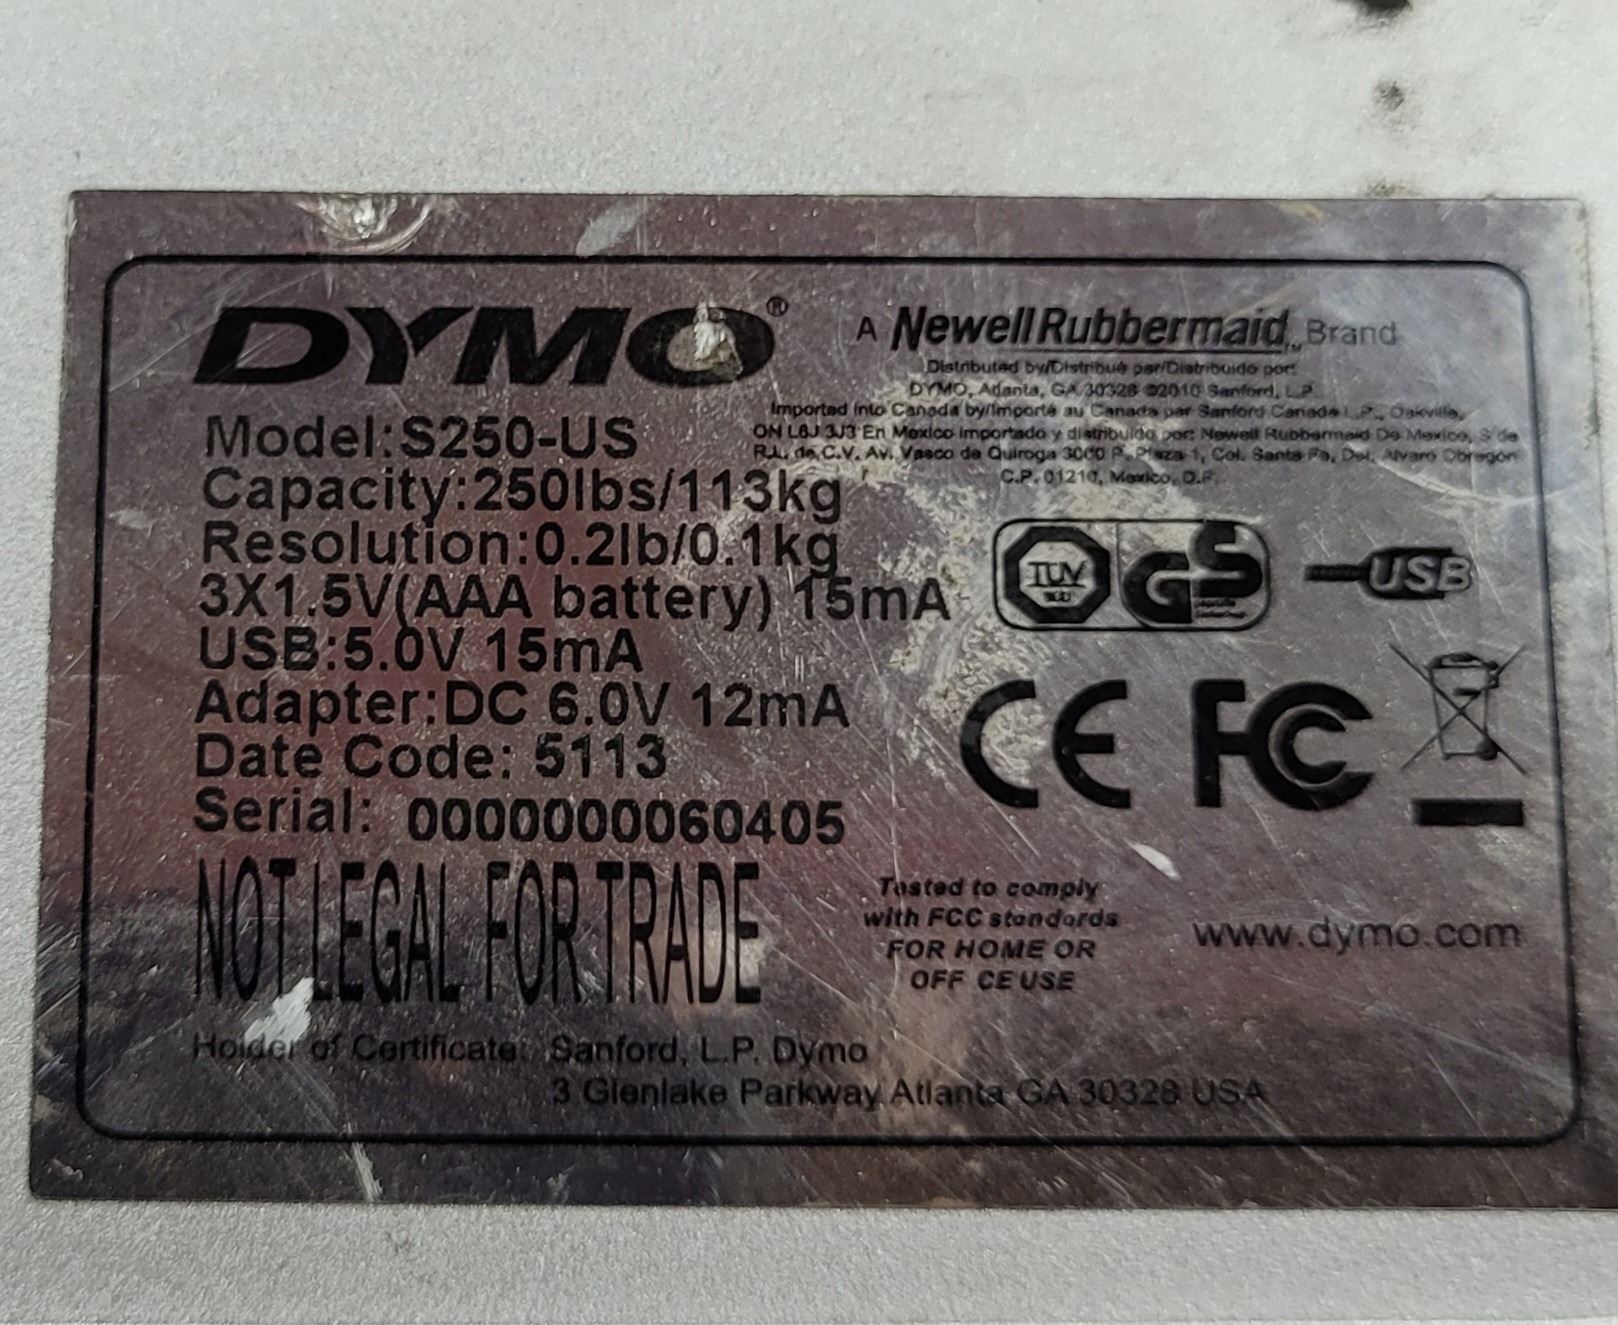 DYMO®
A Newell Rubbermaid™ Brand
Distributed by/Distribué par/Distribuido por:
DYMO, Atlanta, GA 30328 ©2010 Sanford, L.P.
Imported into Canada by/Importé au Canada par Sanford Canada L.P., Oakville,
ON L6J 3J3 En Mexico importado y distribuido por: Newell Rubbermaid De Mexico, S de
R.L. de C.V. Av. Vasco de Quiroga 3000 P. Plaza 1, Col. Santa Fe, Del. Alvaro Obregon
C.P. 01210, Mexico, D.F.
Model:S250-US
Capacity:250lbs/113kg
Resolution:0.2lb/0.1kg
3X1.5V(AAA battery) 15mA
USB:5.0V 15mA
Adapter:DC 6.0V 12mA
Date Code: 5113
Serial: 0000000060405
NOT LEGAL FOR TRADE
TUV
GS
USB
CE FC
Tested to comply
with FCC standards
FOR HOME OR
OFF CE USE
www.dymo.com
Holder of Certificate: Sanford, L.P. Dymo
3 Glenlake Parkway Atlanta GA 30328 USA